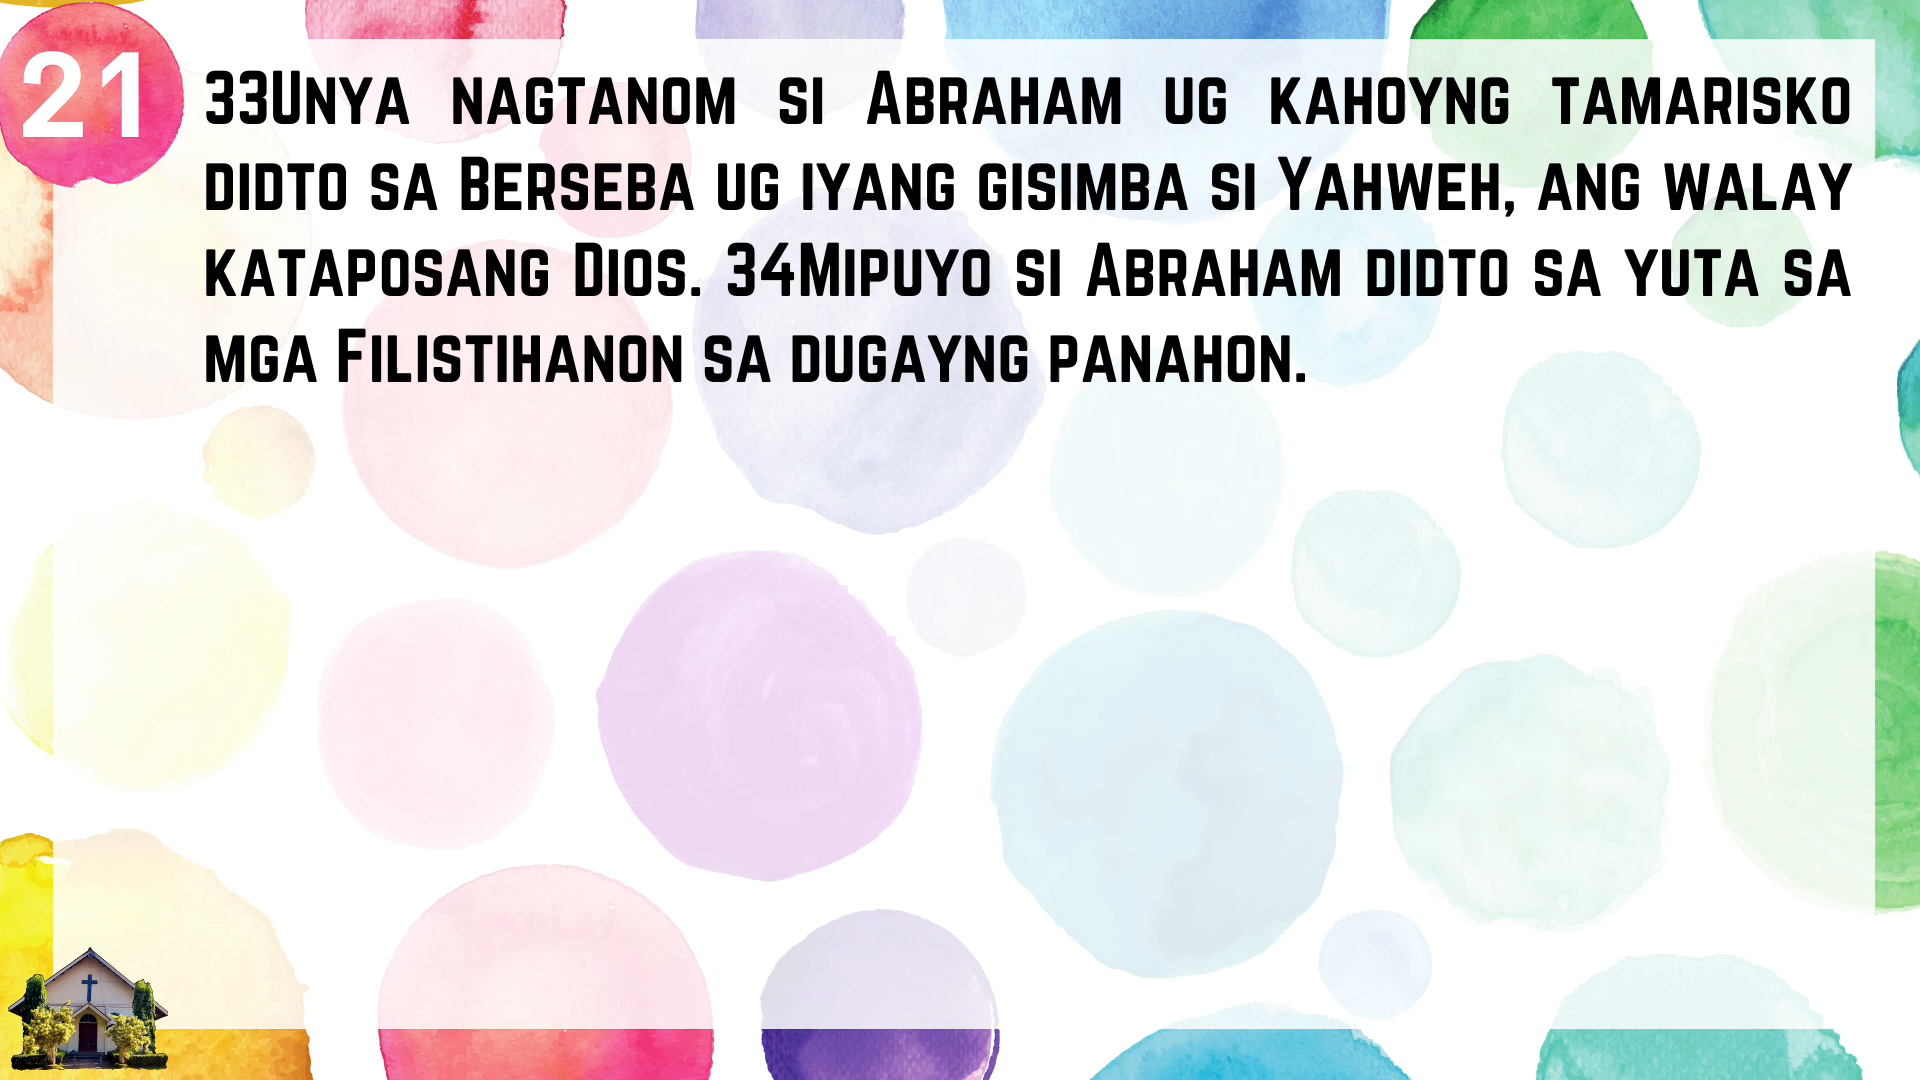 21
33Unya nagtanom si Abraham ug kahoyng tamarisko
didto sa Berseba ug iyang gisimba si Yahweh, ang walay
kataposang Dios. 34Mipuyo si Abraham didto sa yuta sa
mga Filistihanon sa dugayng panahon.